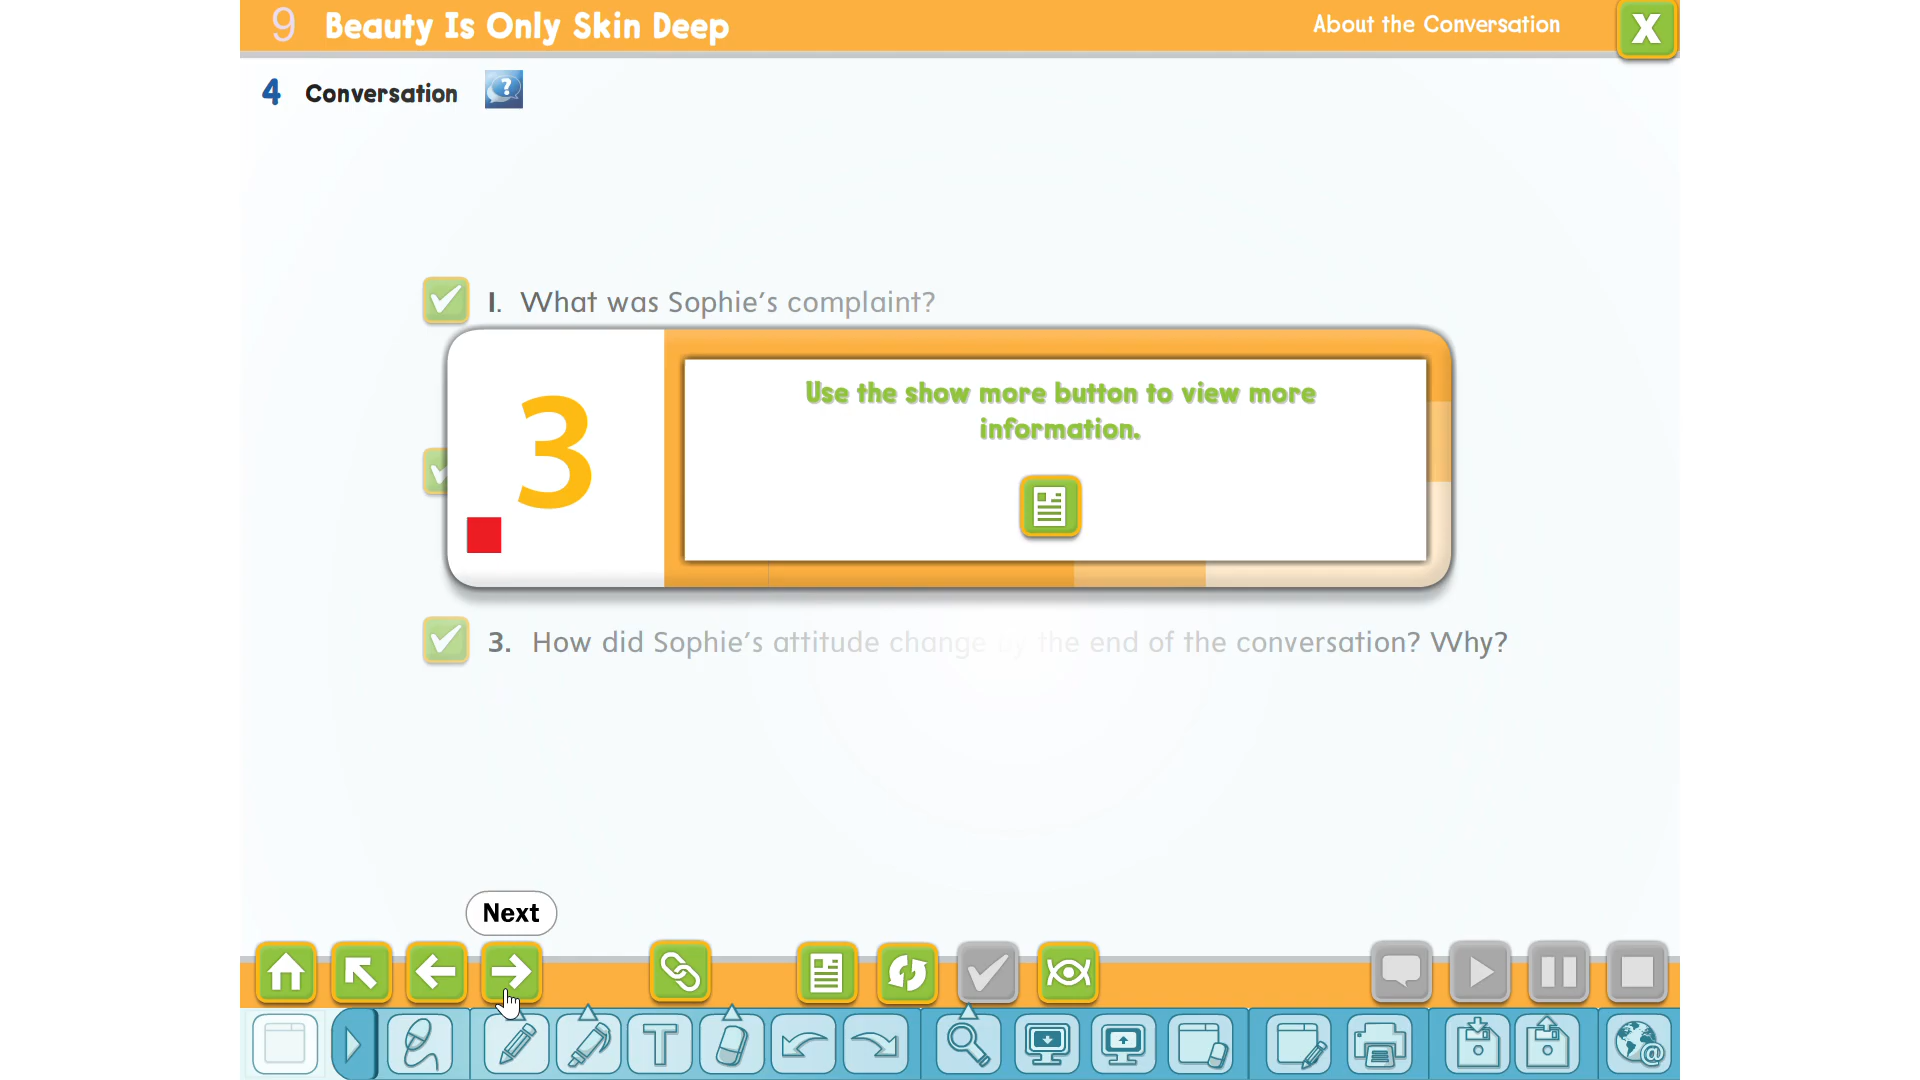 9 Beauty Is Only Skin Deep
About the Conversation
X
4 Conversation
?
1. What was Sophie's complaint?
3
Use the show more button to view more
information.
3. How did Sophie's attitude change by the end of the conversation? Why?
Next
T
@